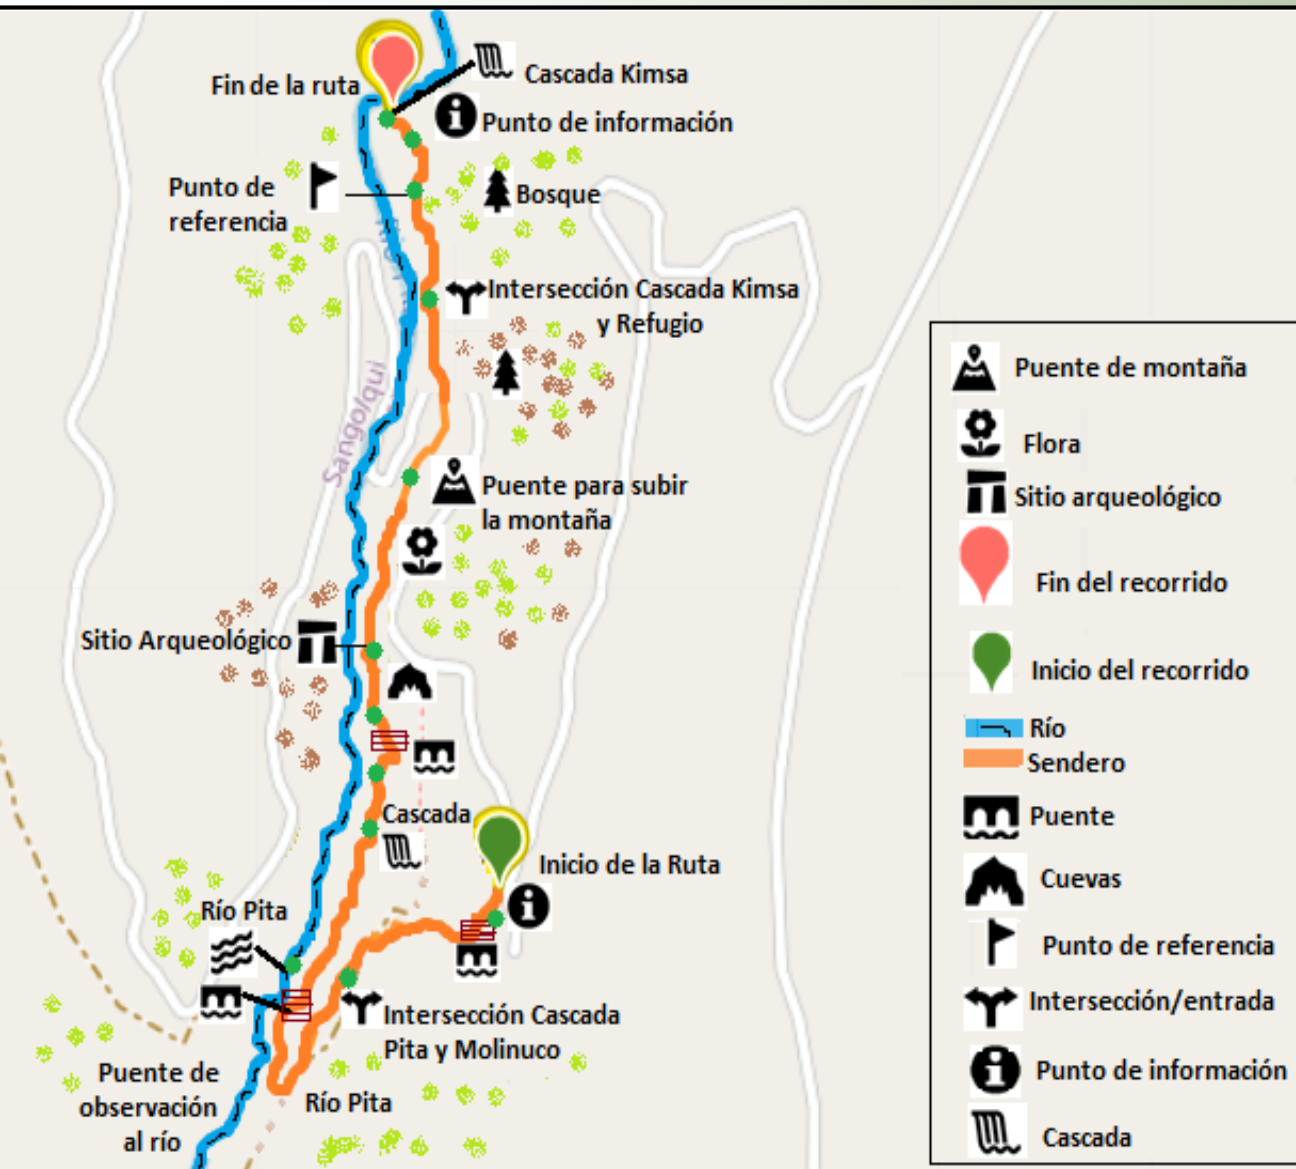 Fin de la ruta
Cascada Kimsa
Punto de información
Punto de
referencia
Bosque
Intersección Cascada Kimsa
y Refugio
Sangolqui
Puente para subir
la montaña
Sitio Arqueológico
Cascada
Inicio de la Ruta
Río Pita
Intersección Cascada
Pita y Molinuco
Puente de
observación
al río
Río Pita
Puente de montaña
Flora
Sitio arqueológico
Fin del recorrido
Inicio del recorrido
Río
Sendero
Puente
Cuevas
Punto de referencia
Intersección/entrada
Punto de información
Cascada